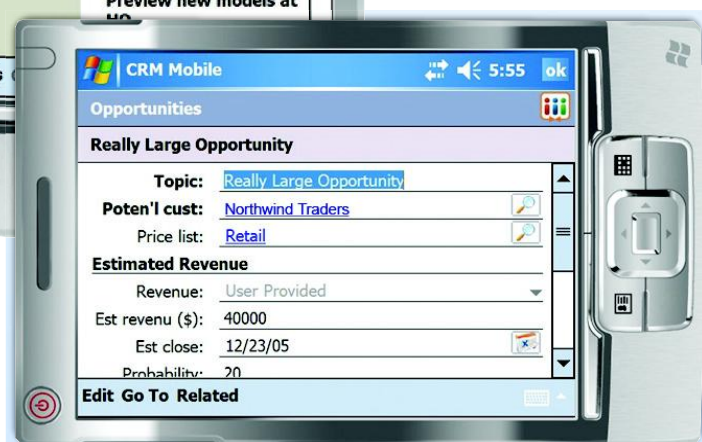 Preview new models at
HQ
s
CRM Mobile 5:55 ok
Opportunities
Really Large Opportunity
Topic: Really Large Opportunity
Poten'l cust: Northwind Traders
Price list: Retail
Estimated Revenue
Revenue: User Provided
Est revenu ($): 40000
Est close: 12/23/05
Probability: 20
Edit Go To Related